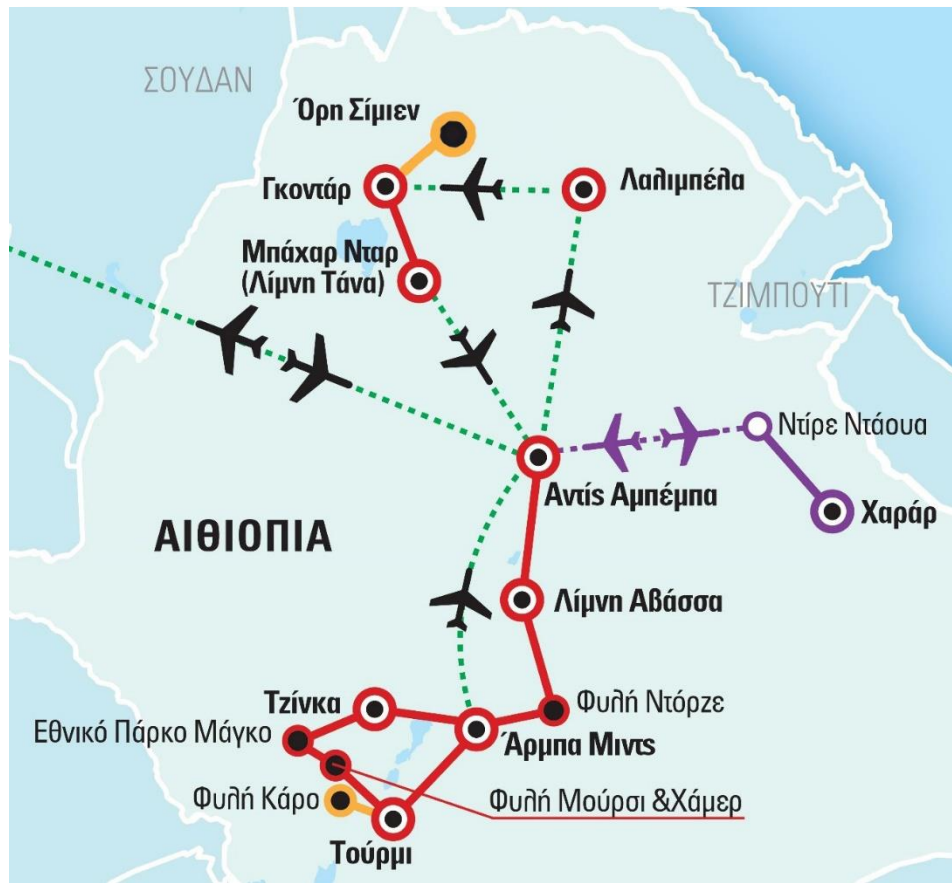 ΣΟΥΔΑΝ
Όρη Σίμιεν
Γκοντάρ
Λαλιμπέλα
Μπάχαρ Νταρ
(Λίμνη Τάνα)
ΤΖΙΜΠΟΥΤΙ
Ντίρε Ντάουα
Αντίς Αμπέμπα
Χαράρ
ΑΙΘΙΟΠΙΑ
Λίμνη Αβάσσα
Τζίνκα
Φυλή Ντόρζε
Εθνικό Πάρκο Μάγκο
Άρμπα Μιντς
Φυλή Κάρο
Φυλή Μούρσι &Χάμερ
Τούρμι